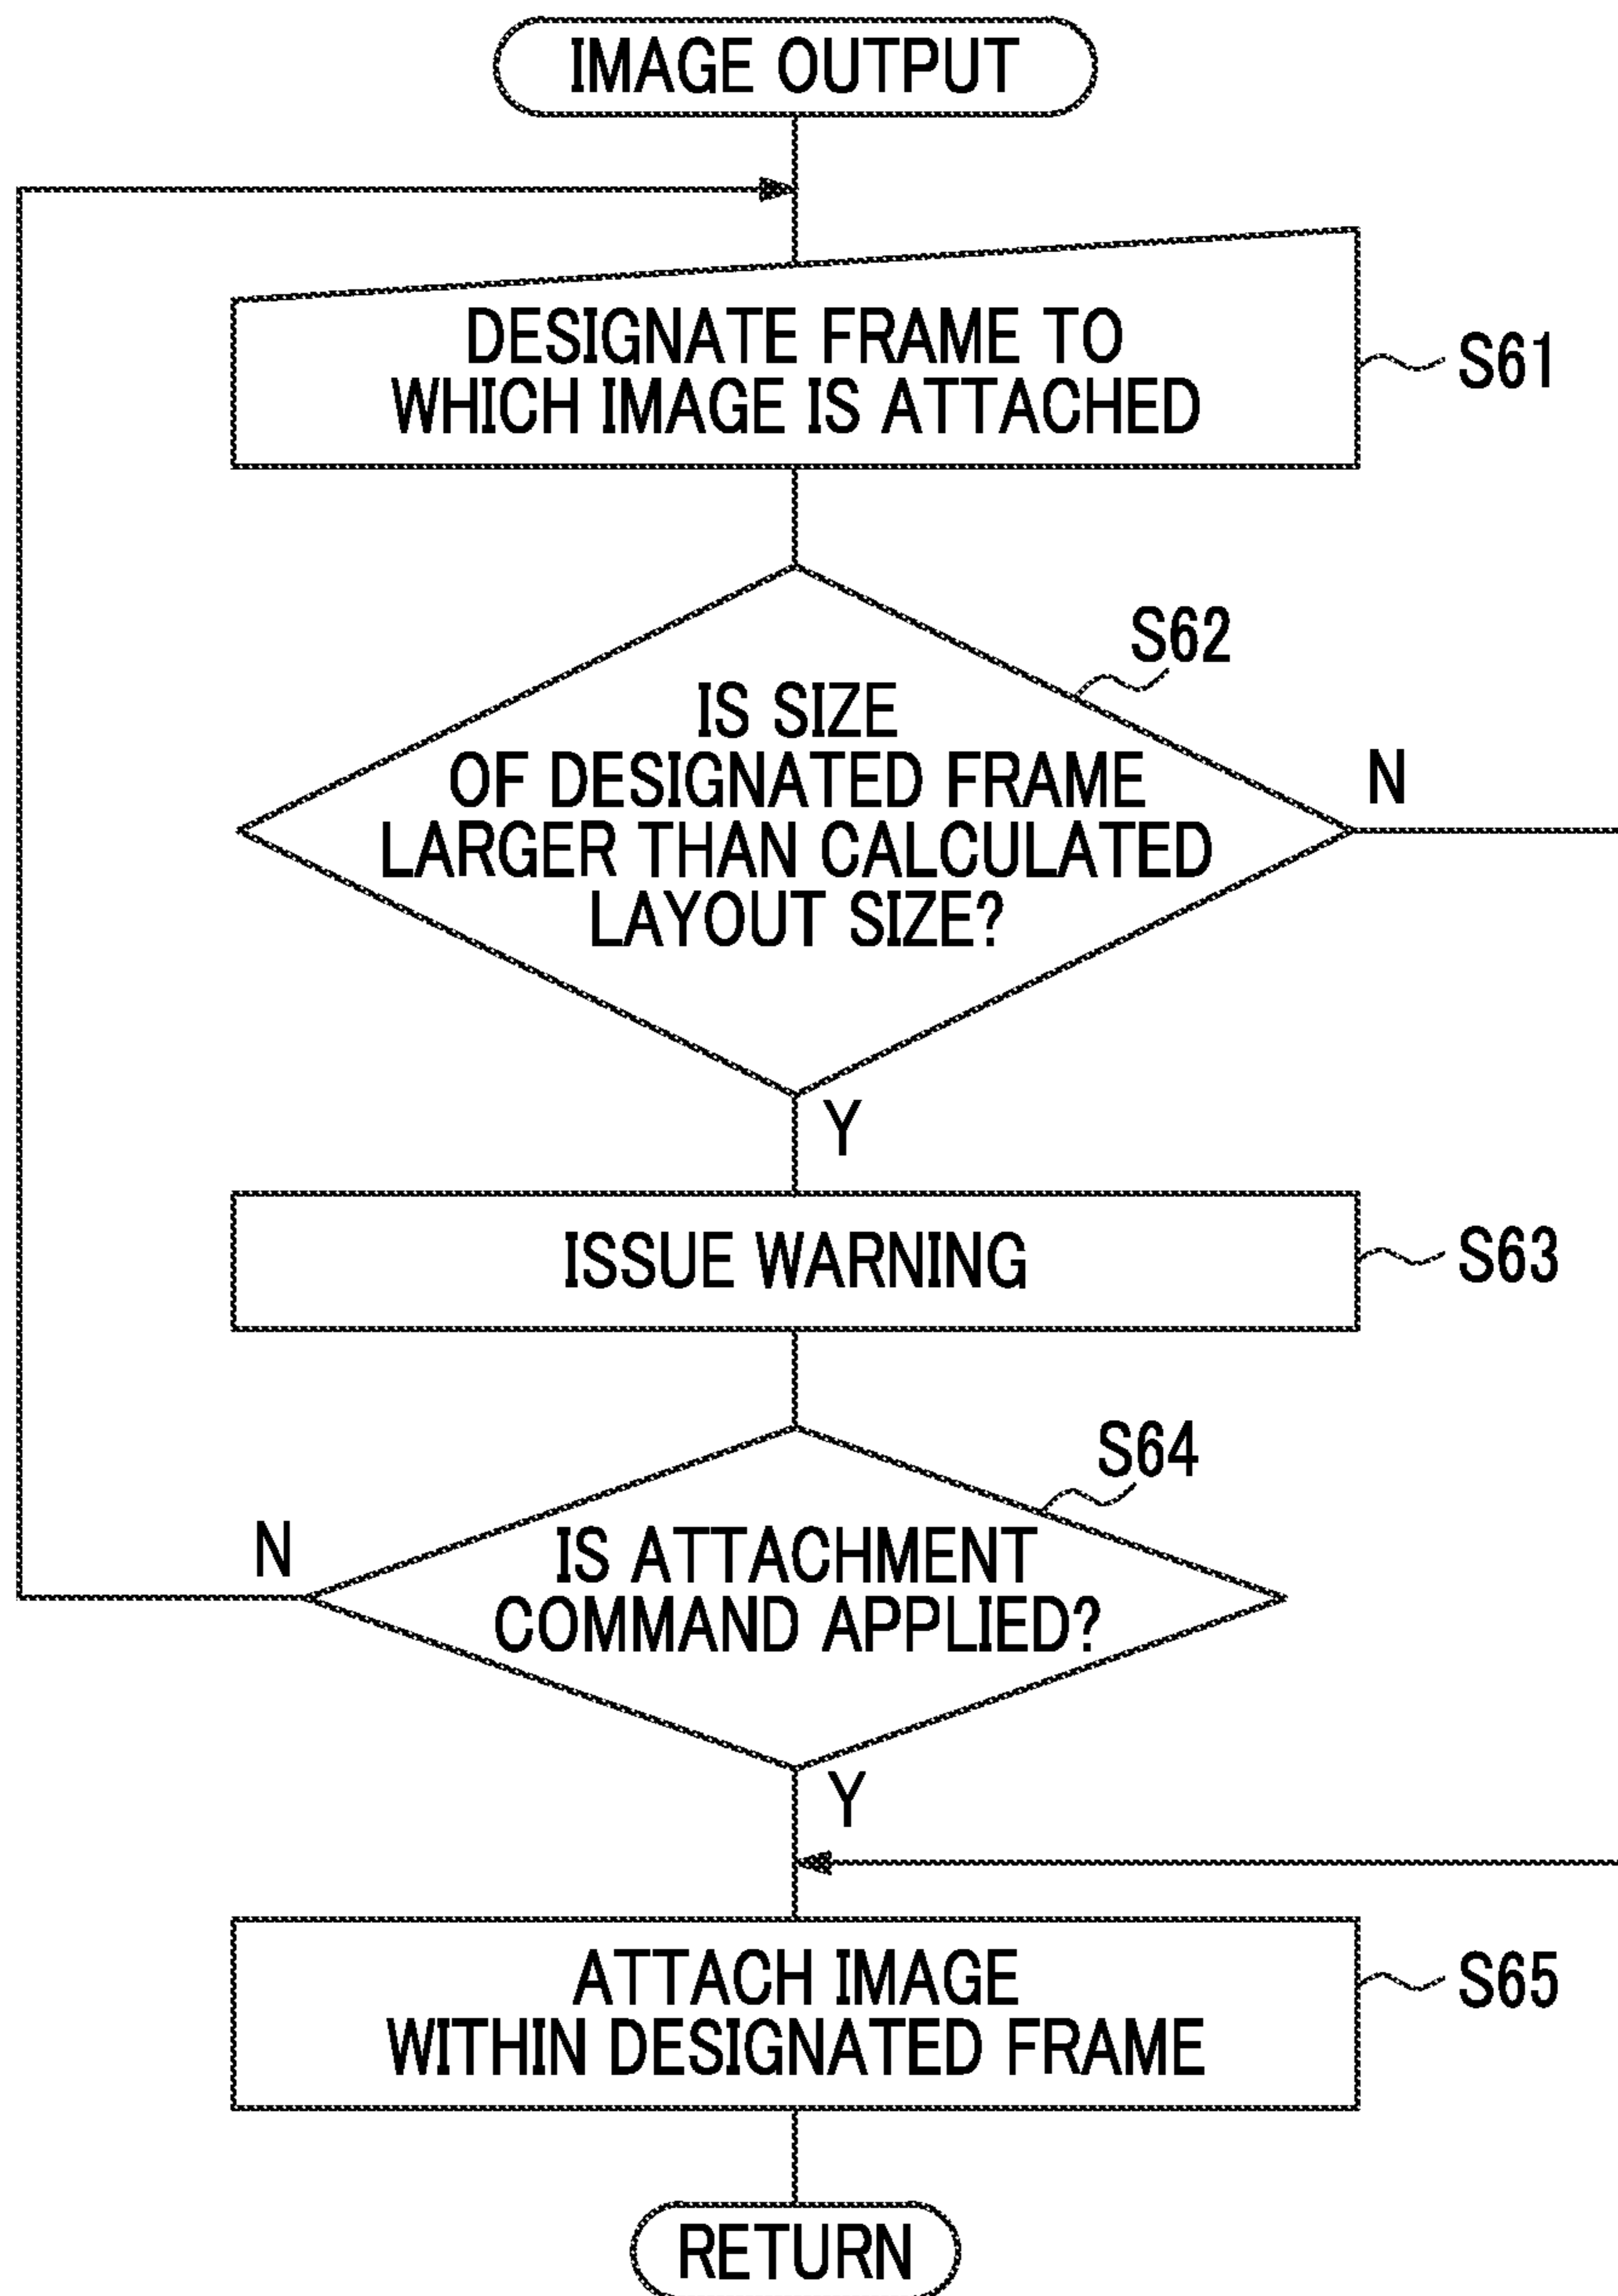 IMAGE OUTPUT
DESIGNATE FRAME TO
WHICH IMAGE IS ATTACHED
S61
S62
IS SIZE
OF DESIGNATED FRAME
LARGER THAN CALCULATED
LAYOUT SIZE?
N
Y
ISSUE WARNING
S63
S64
IS ATTACHMENT
COMMAND APPLIED?
N
Y
ATTACH IMAGE
WITHIN DESIGNATED FRAME
S65
RETURN